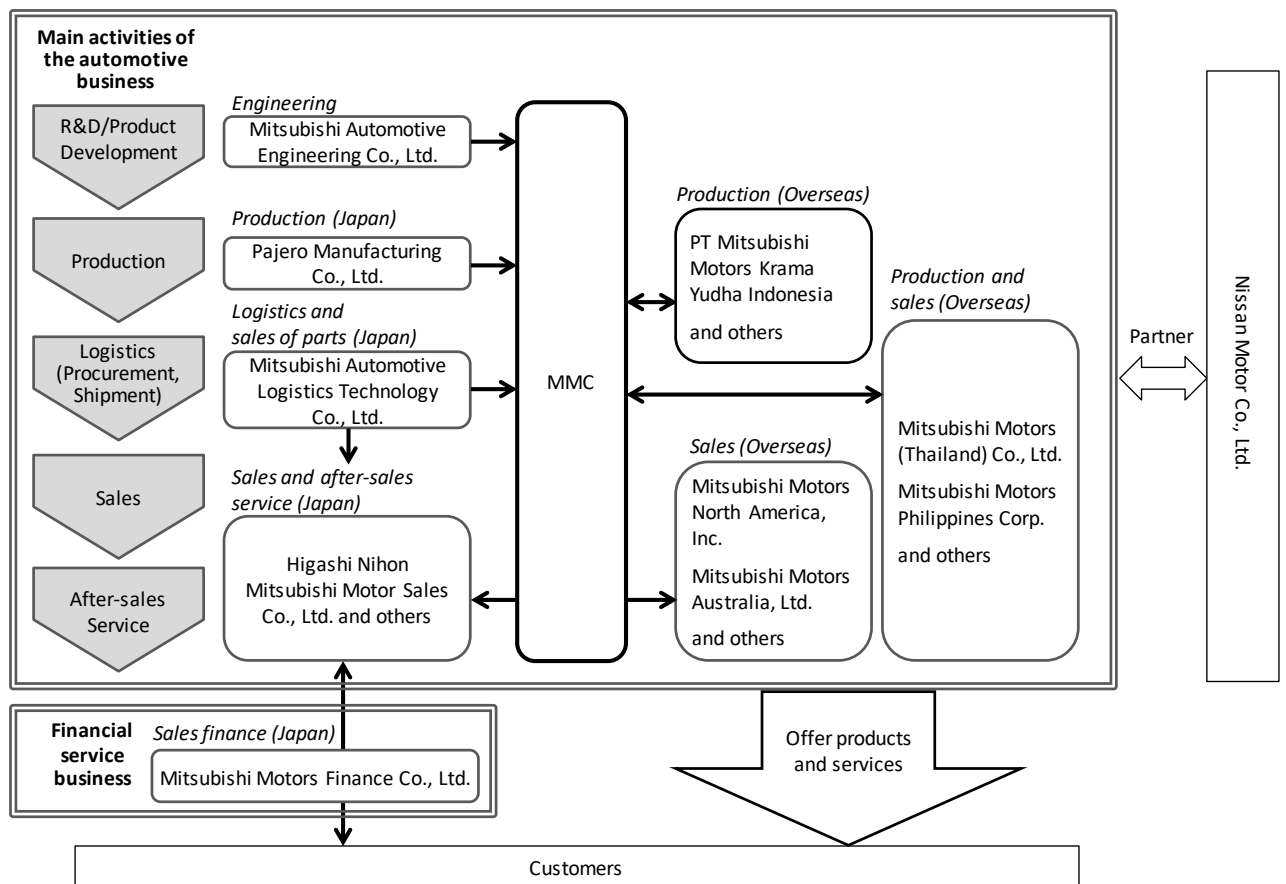 Main activities of
the automotive
business
R&D/Product
Development
Production
Logistics
(Procurement,
Shipment)
Sales
After-sales
Service
Engineering
Mitsubishi Automotive
Engineering Co., Ltd.
Production (Japan)
Pajero Manufacturing
Co., Ltd.
Logistics and
sales of parts (Japan)
Mitsubishi Automotive
Logistics Technology
Co., Ltd.
Sales and after-sales
service (Japan)
Higashi Nihon
Mitsubishi Motor Sales
Co., Ltd. and others
MMC
Production (Overseas)
PT Mitsubishi
Motors Krama
Yudha Indonesia
and others
Sales (Overseas)
Mitsubishi Motors
North America,
Inc.
Mitsubishi Motors
Australia, Ltd.
and others
Production and
sales (Overseas)
Mitsubishi Motors
(Thailand) Co., Ltd.
Mitsubishi Motors
Philippines Corp.
and others
Partner
Nissan Motor Co., Ltd.
Financial
service
business
Sales finance (Japan)
Mitsubishi Motors Finance Co., Ltd.
Offer products
and services
Customers